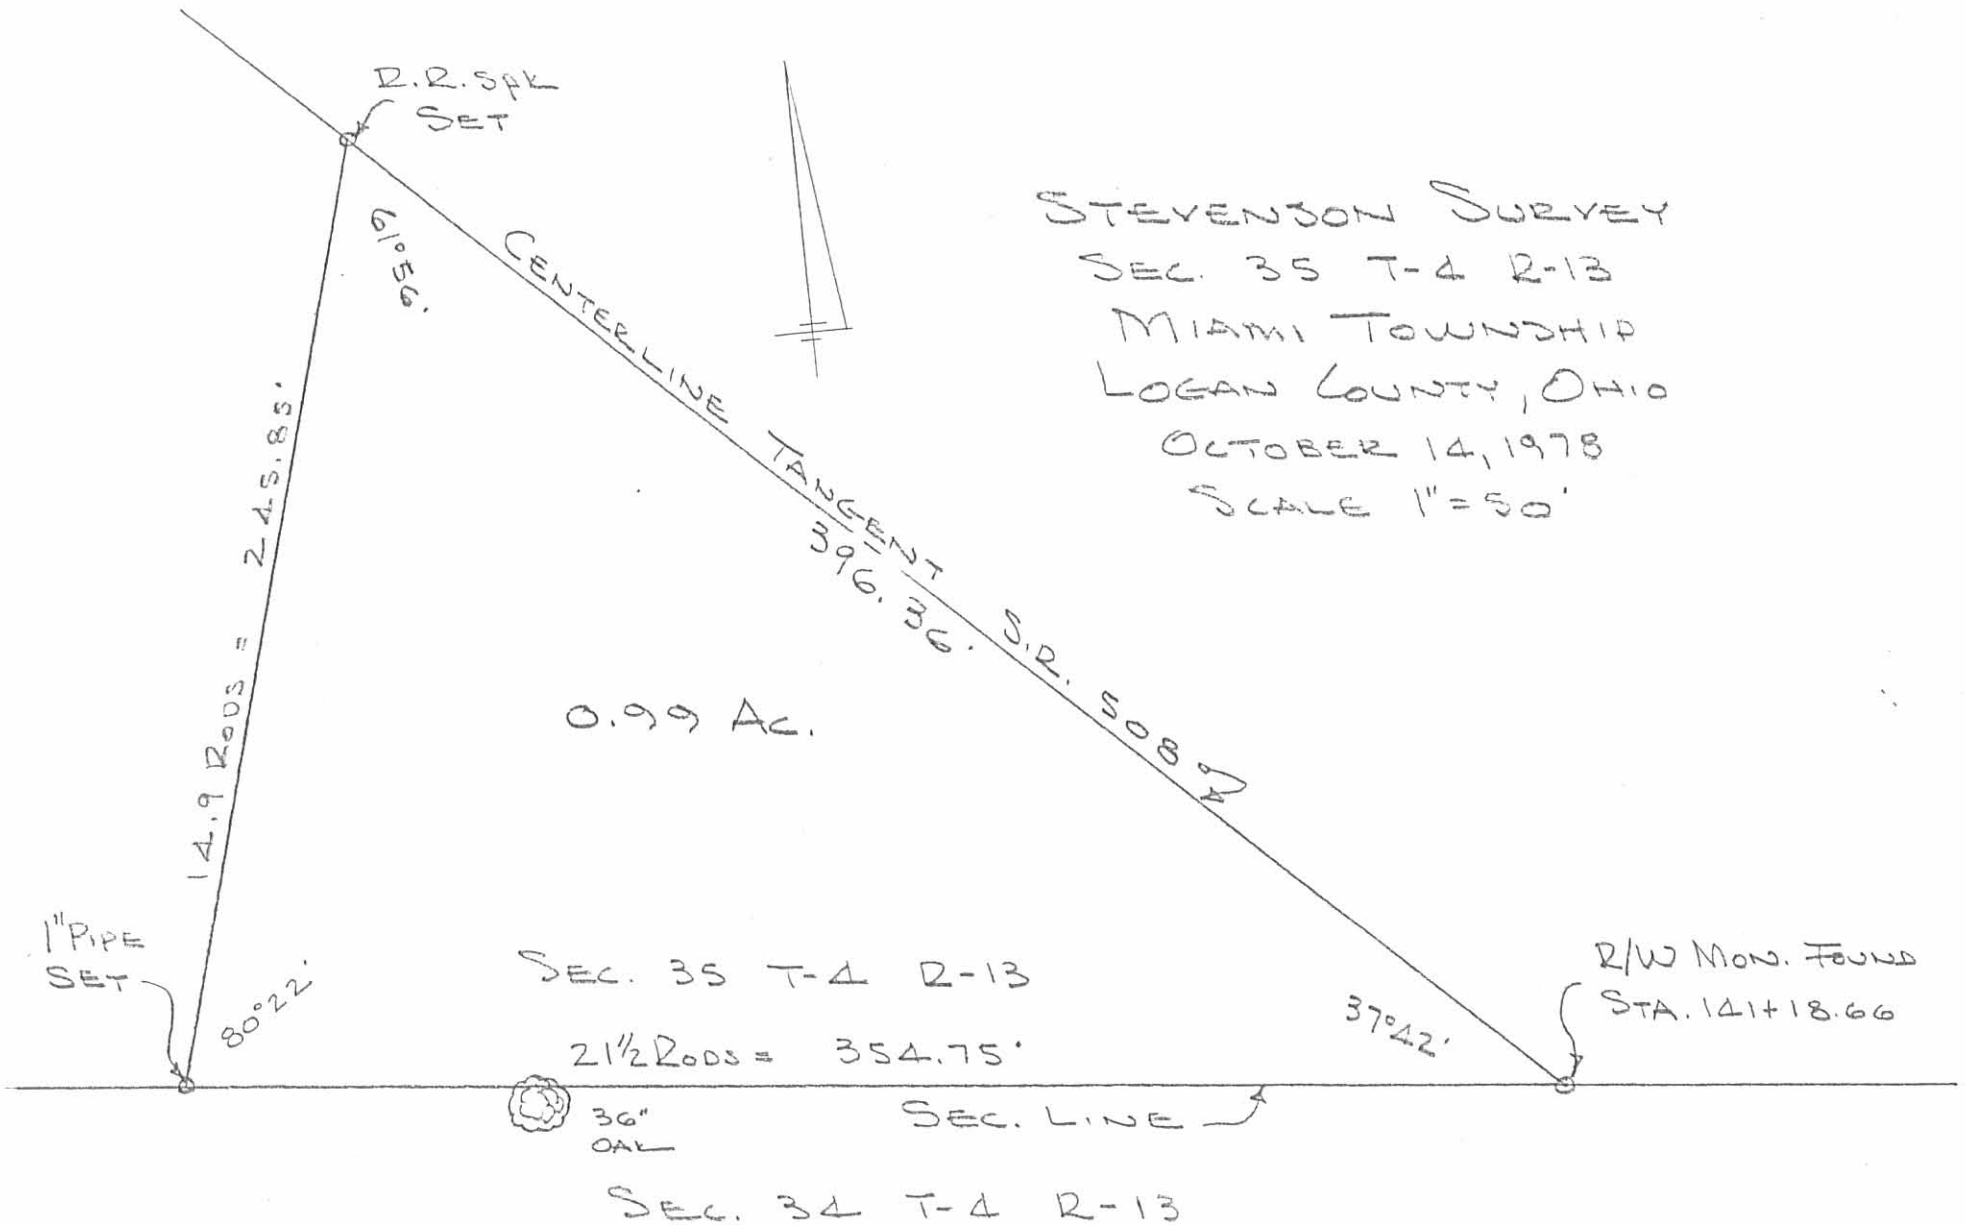 R.R. SPK
SET
STEVENSON SURVEY
SEC. 35 T-4 R-13
MIAMI TOWNSHIP
LOGAN COUNTY, OHIO
OCTOBER 14, 1978
SCALE 1" = 50'
61°56'
CENTERLINE TANGENT S.R. 508
396.36'
14.9 RODS = 245.85'
0.99 AC.
1" PIPE
SET
80°22'
SEC. 35 T-4 R-13
21½ RODS = 354.75'
37°42'
R/W MON. FOUND
STA. 141+18.66
36"
OAK
SEC. LINE
SEC. 34 T-4 R-13